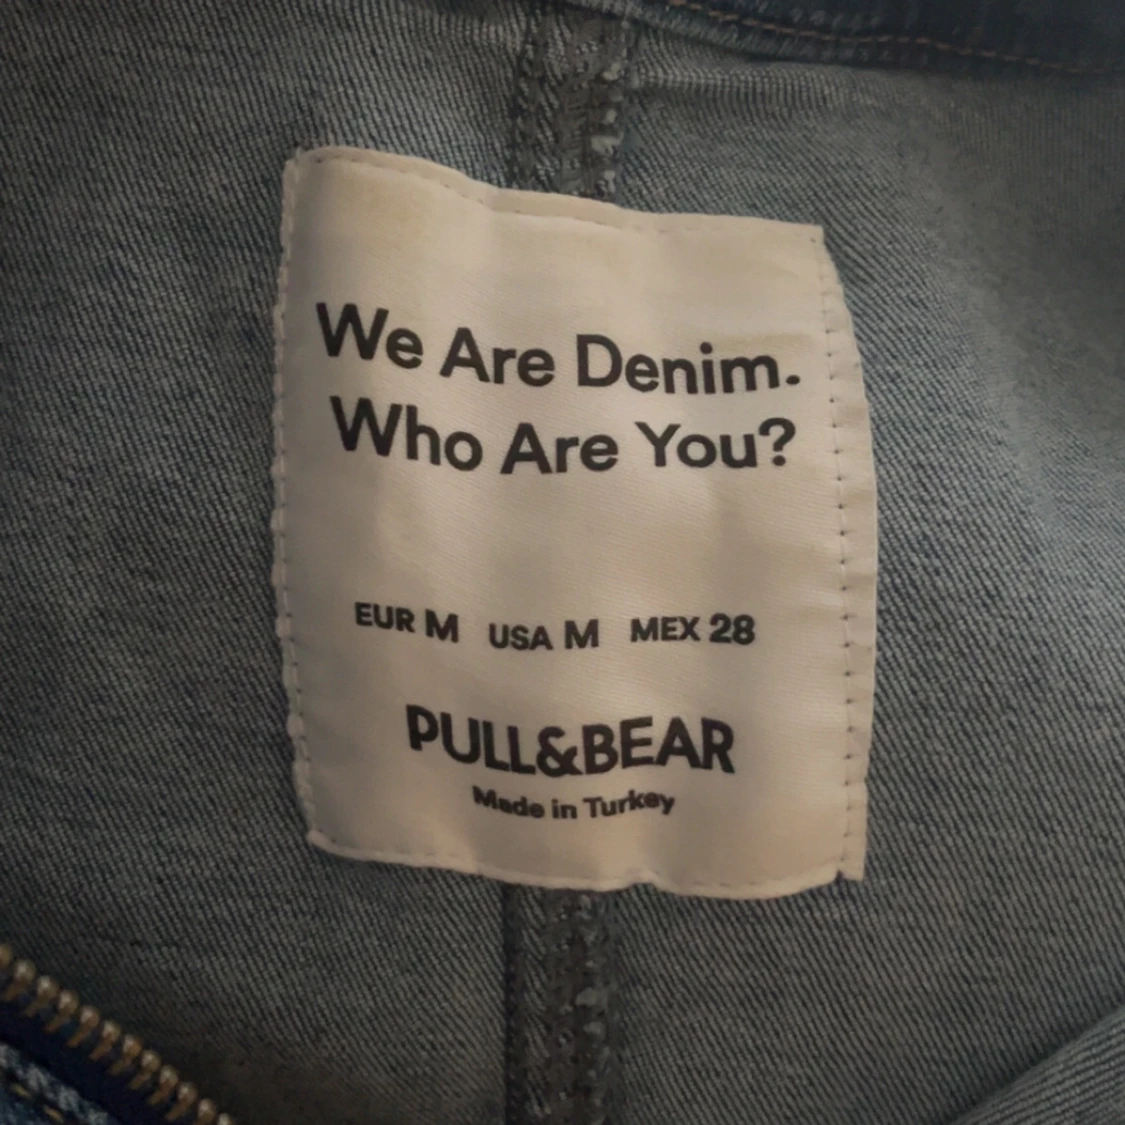 We Are Denim.
Who Are You?
EUR M USA M MEX 28
PULL&BEAR
Made in Turkey